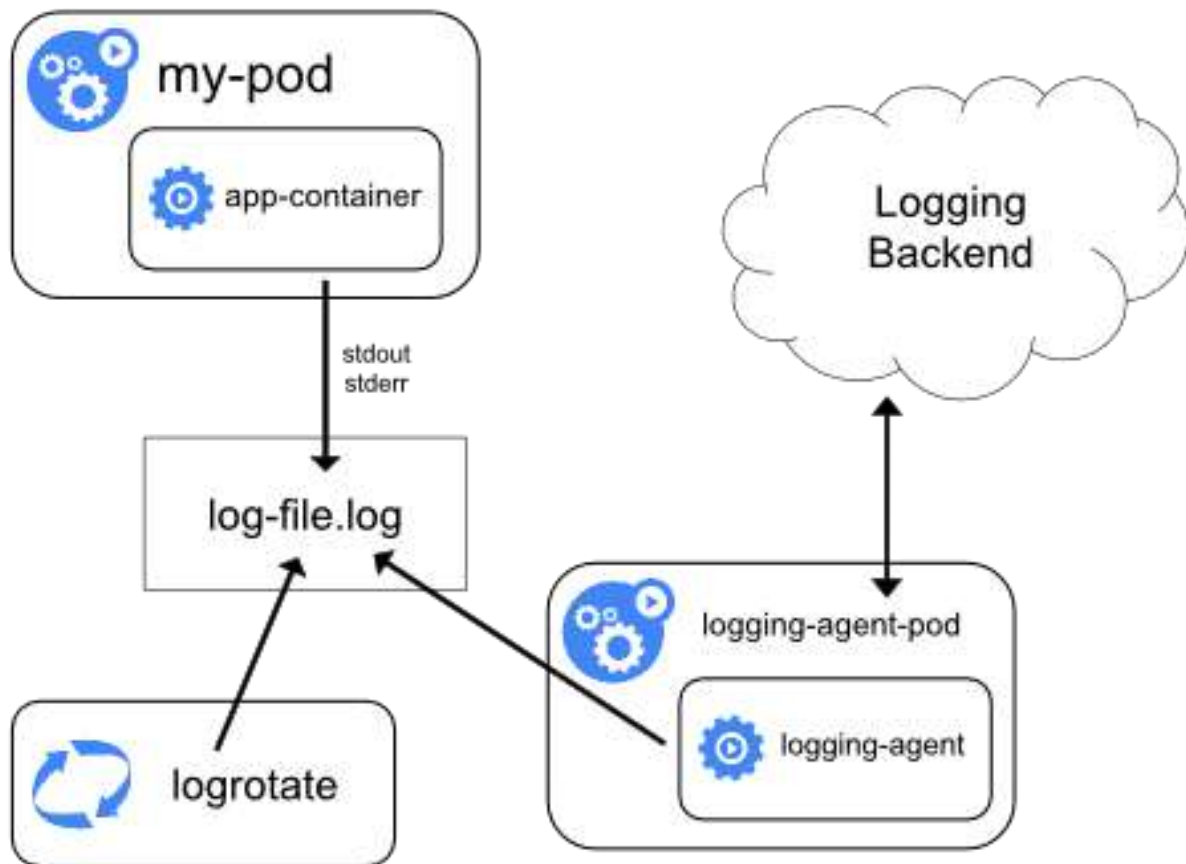 my-pod
app-container
Logging
Backend
stdout
stderr
log-file.log
logging-agent-pod
logging-agent
logrotate